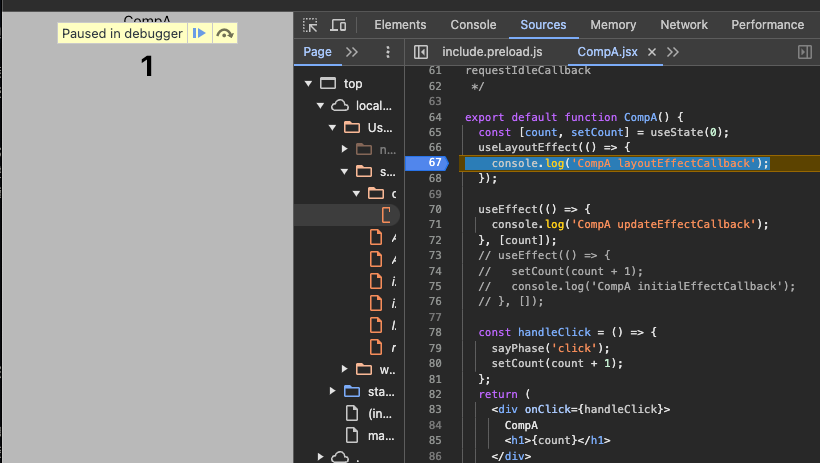 CompA
Paused in debugger
1
Elements Console Sources Memory Network Performance
Page
include.preload.js CompA.jsx
top
local...
Us...
n...
s...
c
A
A
i.
i.
I.
r
w...
sta...
(in...
ma...
.
61 requestIdleCallback
62 */
63
64 export default function CompA() {
65 const [count, setCount] = useState(0);
66 useLayoutEffect(() => {
67 console.log('CompA layoutEffectCallback');
68 });
69
70 useEffect(() => {
71 console.log('CompA updateEffectCallback');
72 }, [count]);
73 // useEffect(() => {
74 // setCount(count + 1);
75 // console.log('CompA initialEffectCallback');
76 // }, []);
77
78 const handleClick = () => {
79 sayPhase('click');
80 setCount(count + 1);
81 };
82 return (
83 <div onClick={handleClick}>
84 CompA
85 <h1>{count}</h1>
86 </div>